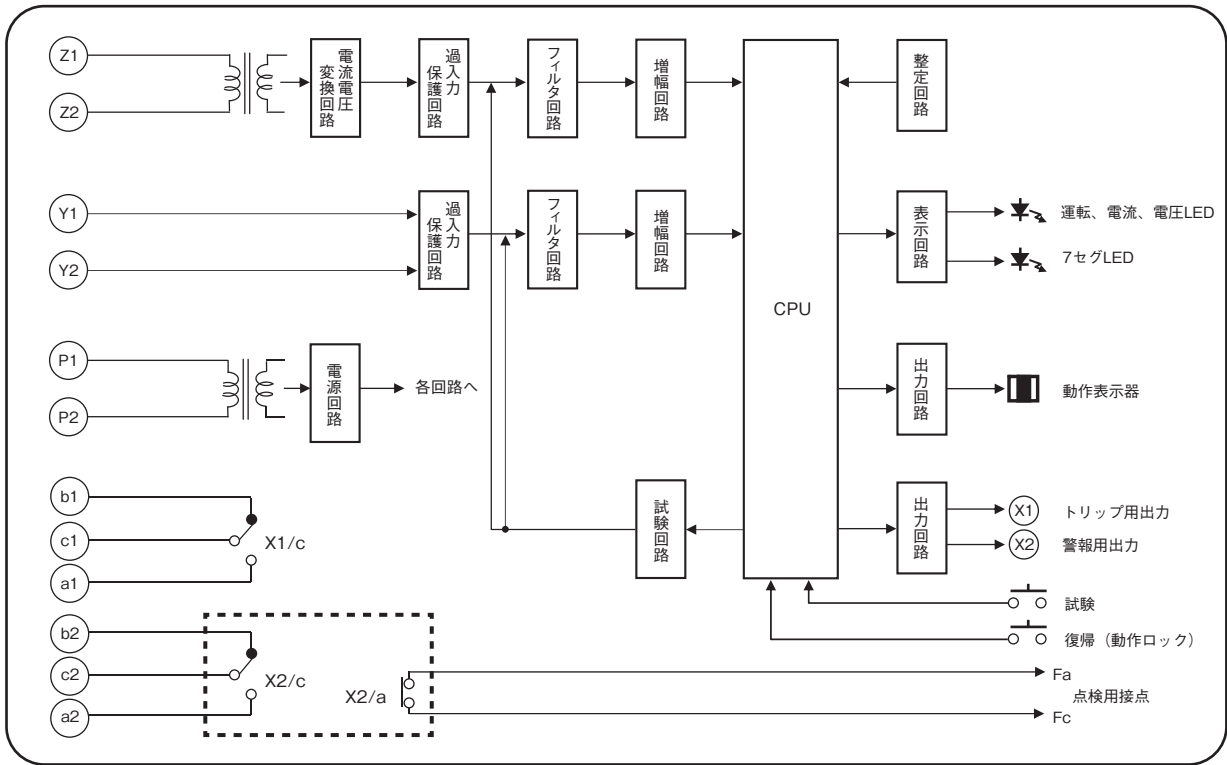 Z1
Z2
電流電圧
変換回路
過入力
保護回路
フィルタ回路
増幅回路
整定回路
Y1
Y2
過入力
保護回路
フィルタ回路
増幅回路
CPU
表示回路
運転、電流、電圧LED
7セグLED
P1
P2
電源回路
各回路へ
出力回路
動作表示器
b1
c1
a1
X1/c
試験回路
出力回路
X1
トリップ用出力
X2
警報用出力
試験
復帰（動作ロック）
b2
c2
a2
X2/c
X2/a
Fa
点検用接点
Fc